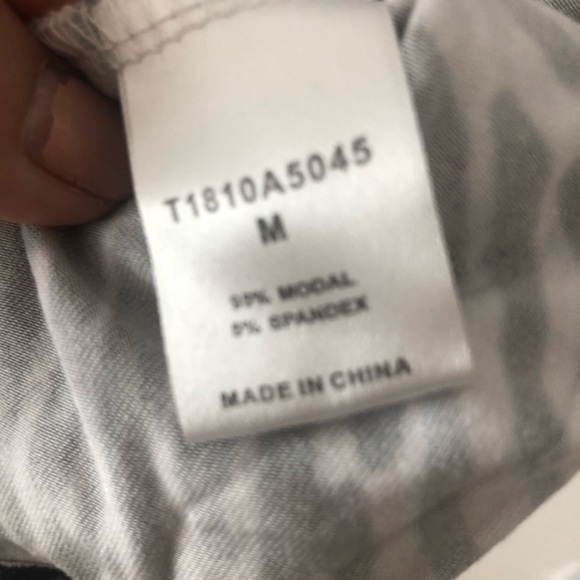 T1810A5045
M
95% MODAL
5% SPANDEX
MADE IN CHINA